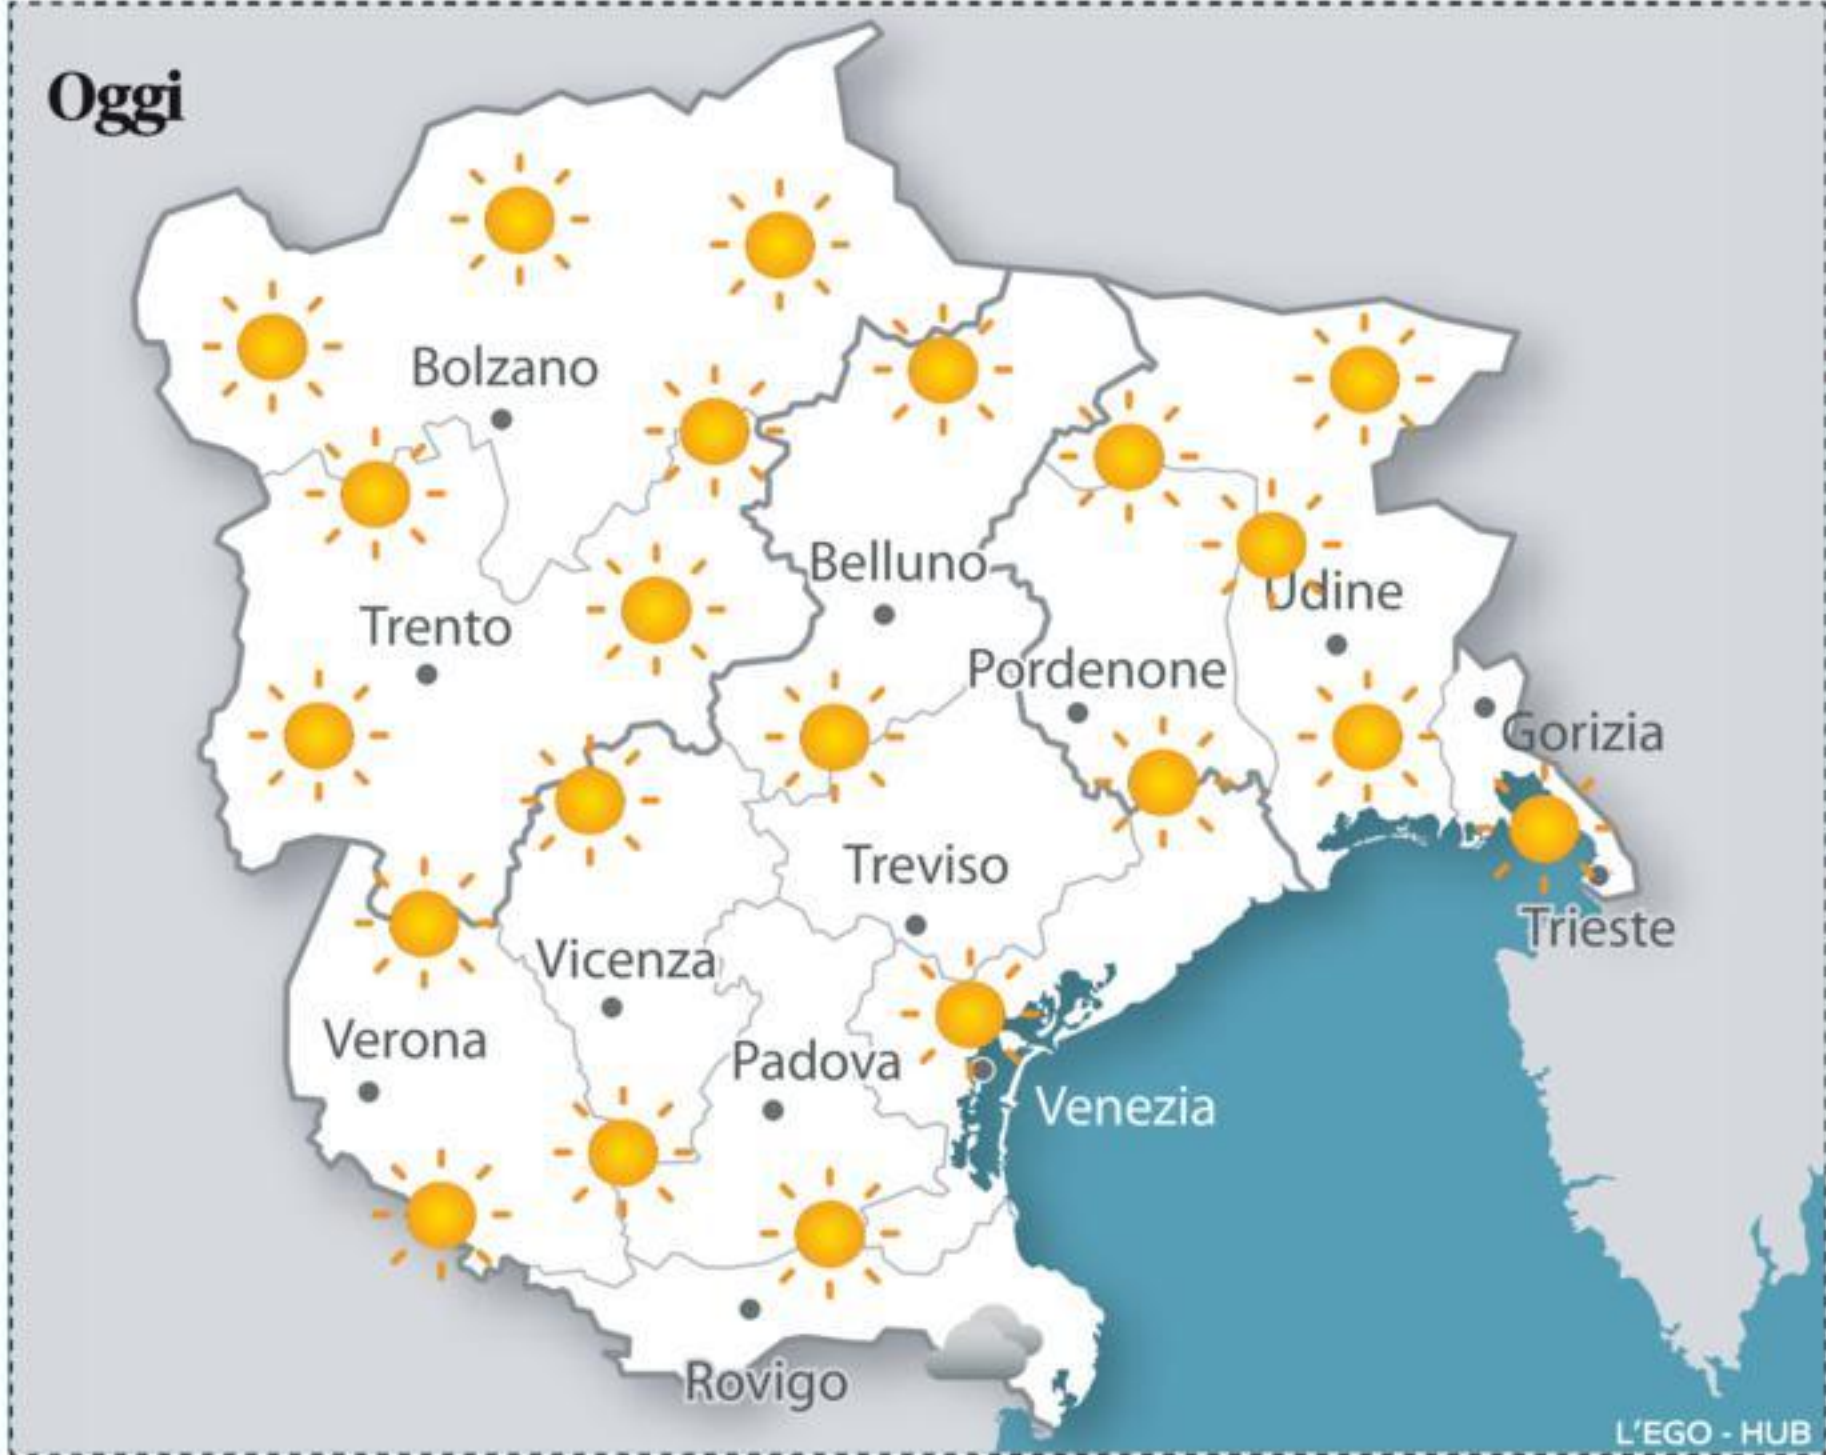 Oggi
Bolzano
Belluno
Udine
Trento
Pordenone
Gorizia
Treviso
Trieste
Vicenza
Verona
Padova
Venezia
Rovigo
L'EGO - HUB